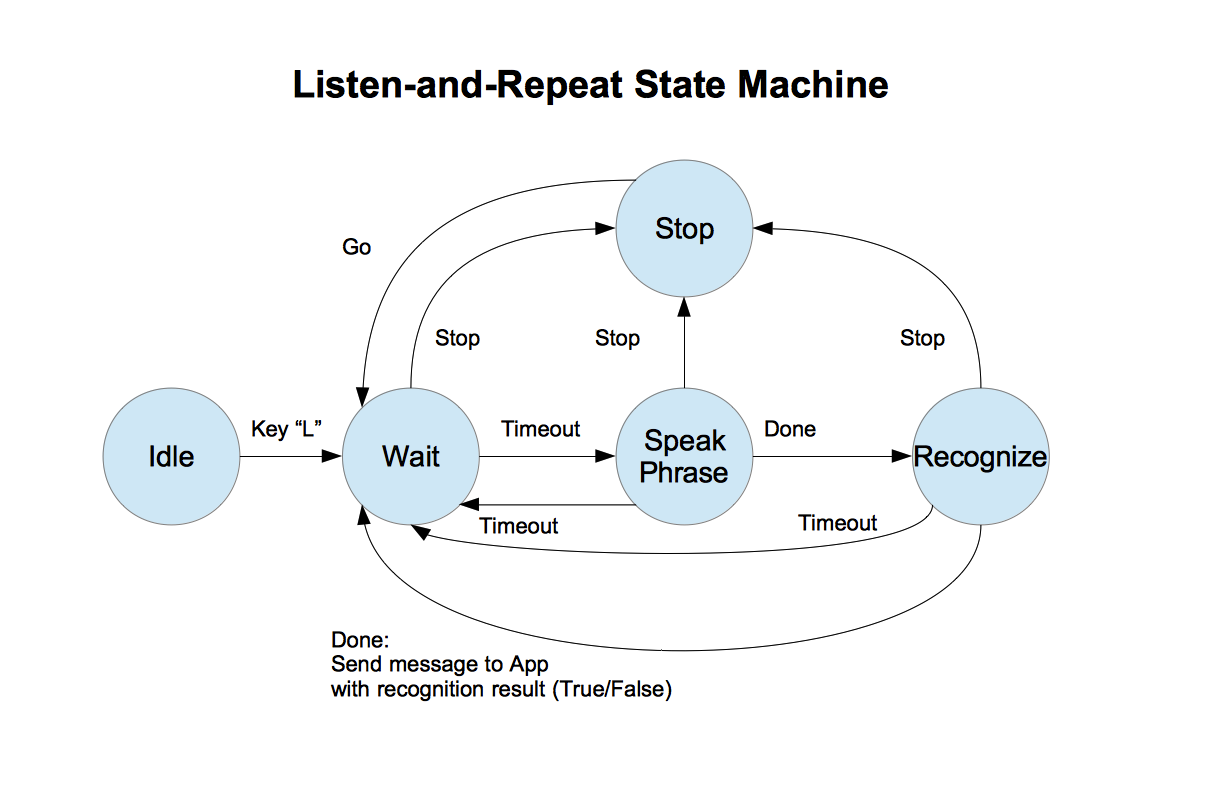 Listen-and-Repeat State Machine
Stop
Go
Stop
Stop
Stop
Idle
Key “L”
Wait
Timeout
Speak
Phrase
Done
Recognize
Timeout
Timeout
Done:
Send message to App
with recognition result (True/False)